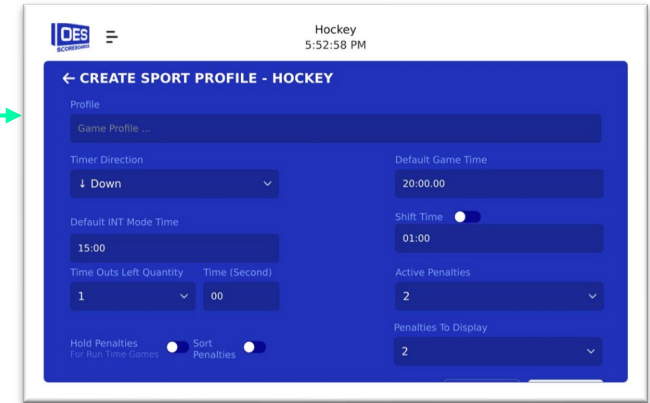 OES
SCOREBOARDS
Hockey
5:52:58 PM
← CREATE SPORT PROFILE - HOCKEY
Profile
Game Profile ...
Timer Direction
Default Game Time
↓ Down
20:00.00
Default INT Mode Time
Shift Time
15:00
01:00
Time Outs Left Quantity
Time (Second)
Active Penalties
1
00
2
Hold Penalties
For Run Time Games
Sort
Penalties
Penalties To Display
2